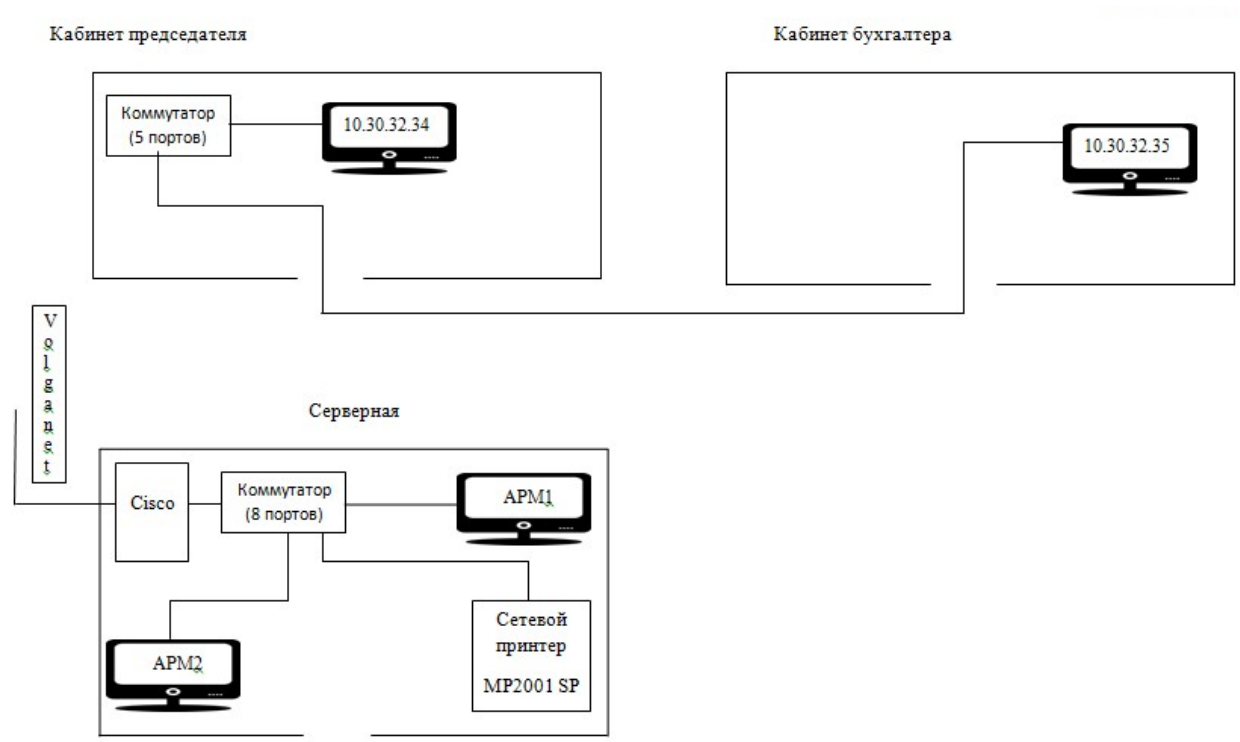 Кабинет председателя
Кабинет бухгалтера
Коммутатор
(5 портов)
10.30.32.34
10.30.32.35
Volganet
Серверная
Cisco
Коммутатор
(8 портов)
АРМ1
АРМ2
Сетевой
принтер
MP2001 SP